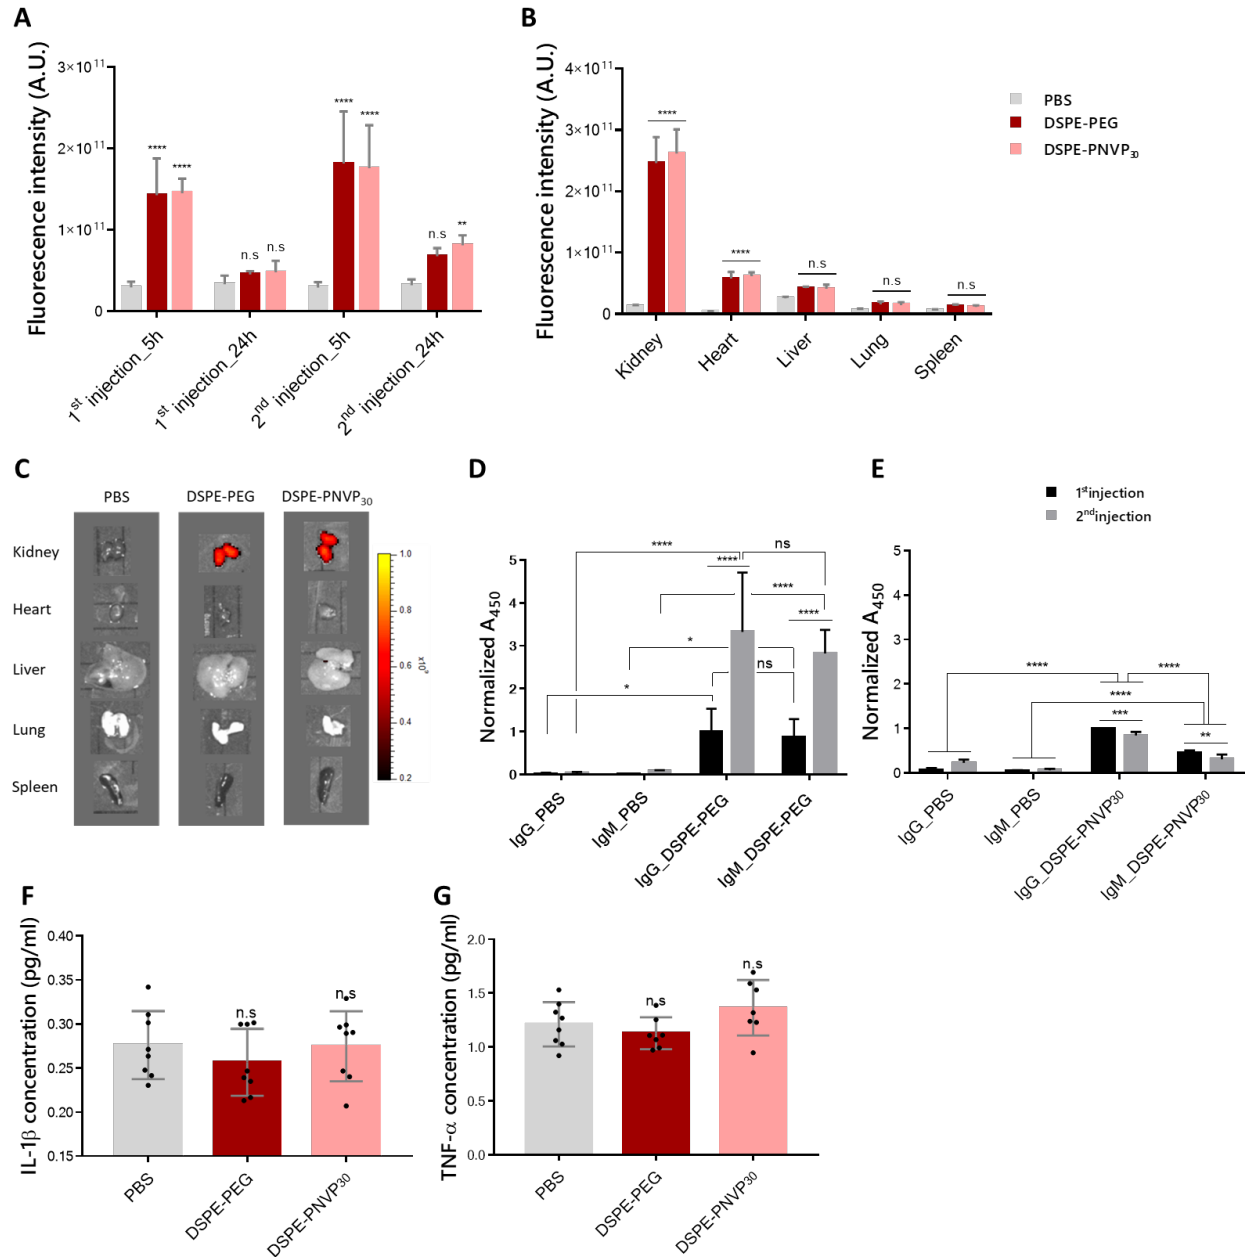 A
Fluorescence intensity (A.U.)
3×10¹¹
2×10¹¹
1×10¹¹
0
****
****
n.s
n.s
****
****
n.s
**
1ˢᵗ injection_5h
1ˢᵗ injection_24h
2ⁿᵈ injection_5h
2ⁿᵈ injection_24h
B
Fluorescence intensity (A.U.)
4×10¹¹
3×10¹¹
2×10¹¹
1×10¹¹
0
****
****
n.s
n.s
n.s
Kidney
Heart
Liver
Lung
Spleen
PBS
DSPE-PEG
DSPE-PNVP₃₀
C
PBS
DSPE-PEG
DSPE-PNVP₃₀
Kidney
Heart
Liver
Lung
Spleen
1.0
0.8
0.6
0.4
0.2
D
Normalized A₄₅₀
5
4
3
2
1
0
****
ns
****
****
****
*
ns
*
IgG_PBS
IgM_PBS
IgG_DSPE-PEG
IgM_DSPE-PEG
E
1ˢᵗinjection
2ⁿᵈinjection
Normalized A₄₅₀
5
4
3
2
1
0
****
****
****
***
**
IgG_PBS
IgM_PBS
IgG_DSPE-PNVP³⁰
IgM_DSPE-PNVP³⁰
F
IL-1β concentration (pg/ml)
0.40
0.35
0.30
0.25
0.20
0.15
n.s
n.s
PBS
DSPE-PEG
DSPE-PNVP³⁰
G
TNF-α concentration (pg/ml)
2.0
1.5
1.0
0.5
0.0
n.s
n.s
PBS
DSPE-PEG
DSPE-PNVP³⁰